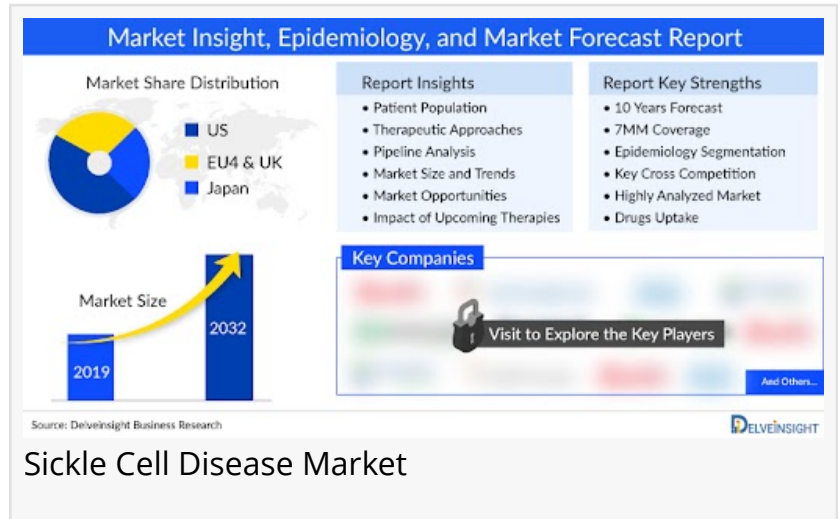 Market Insight, Epidemiology, and Market Forecast Report
Market Share Distribution
US
EU4 & UK
Japan
Report Insights
• Patient Population
• Therapeutic Approaches
• Pipeline Analysis
• Market Size and Trends
• Market Opportunities
• Impact of Upcoming Therapies
Report Key Strengths
• 10 Years Forecast
• 7MM Coverage
• Epidemiology Segmentation
• Key Cross Competition
• Highly Analyzed Market
• Drugs Uptake
Market Size
2019
2032
Key Companies
Visit to Explore the Key Players
And Others...
Source: Delveinsight Business Research
DELVEINSIGHT
Sickle Cell Disease Market